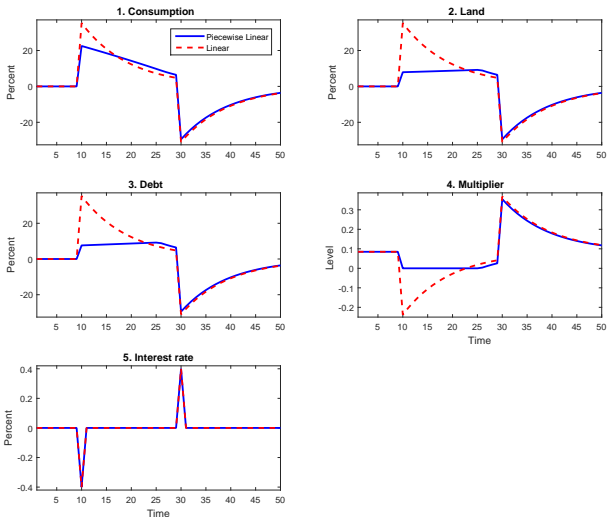 1. Consumption
Percent
20
0
-20
5 10 15 20 25 30 35 40 45 50
Piecewise Linear
Linear
2. Land
Percent
20
0
-20
5 10 15 20 25 30 35 40 45 50
3. Debt
Percent
20
0
-20
5 10 15 20 25 30 35 40 45 50
4. Multiplier
Level
0.3
0.2
0.1
0
-0.1
-0.2
5 10 15 20 25 30 35 40 45 50
Time
5. Interest rate
Percent
0.4
0.2
0
-0.2
-0.4
5 10 15 20 25 30 35 40 45 50
Time